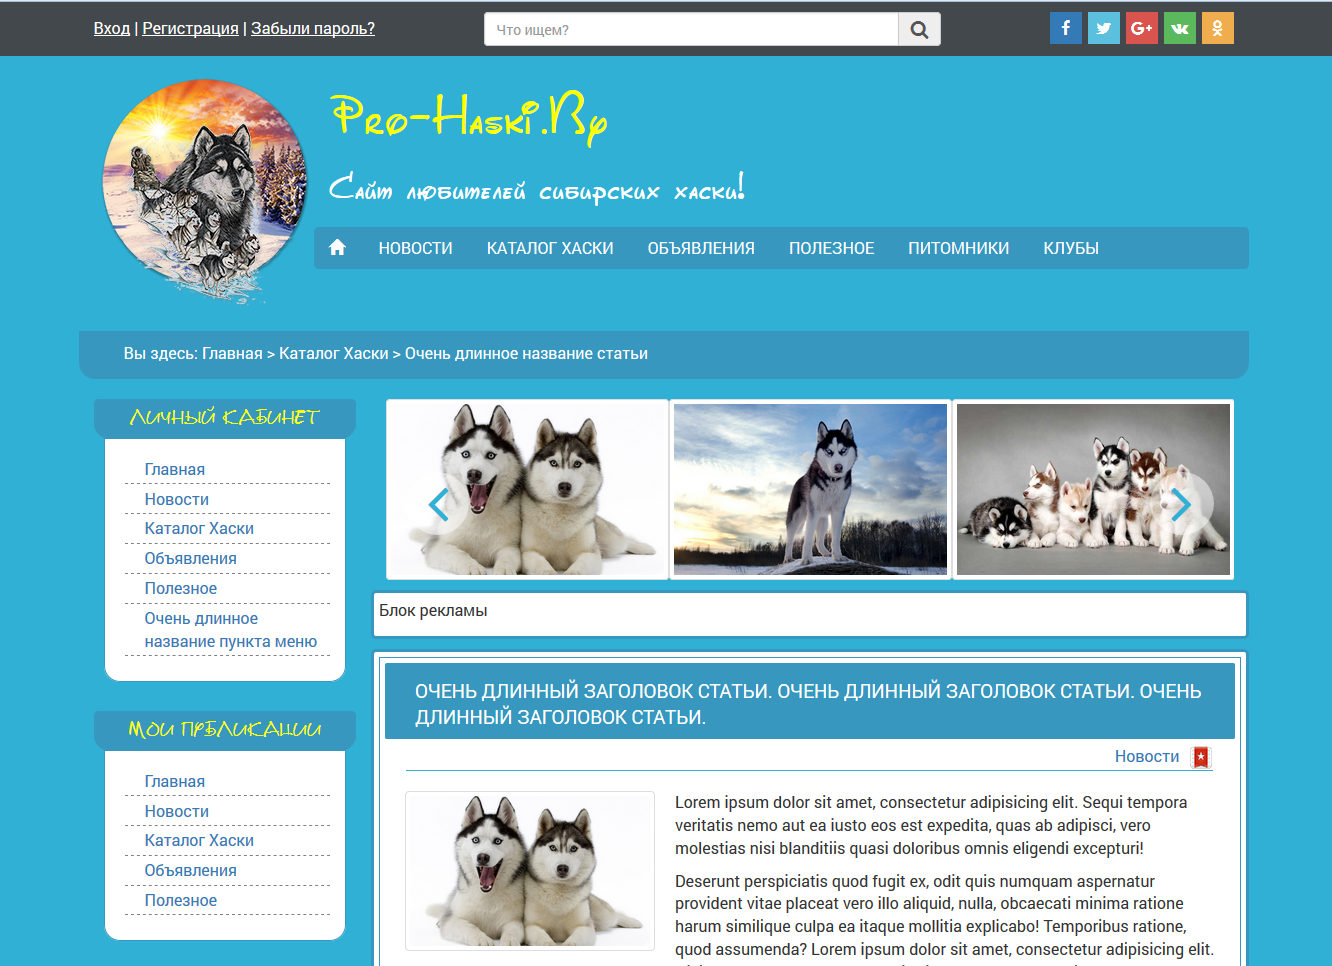 Вход | Регистрация | Забыли пароль?
Что ищем?
Pro-Haski.By
Сайт любителей сибирских хаски!
НОВОСТИ КАТАЛОГ ХАСКИ ОБЪЯВЛЕНИЯ ПОЛЕЗНОЕ ПИТОМНИКИ КЛУБЫ
Вы здесь: Главная > Каталог Хаски > Очень длинное название статьи
Личный кабинет
Главная
Новости
Каталог Хаски
Объявления
Полезное
Очень длинное
название пункта меню
Мои публикации
Главная
Новости
Каталог Хаски
Объявления
Полезное
Блок рекламы
ОЧЕНЬ ДЛИННЫЙ ЗАГОЛОВОК СТАТЬИ. ОЧЕНЬ ДЛИННЫЙ ЗАГОЛОВОК СТАТЬИ. ОЧЕНЬ
ДЛИННЫЙ ЗАГОЛОВОК СТАТЬИ.
Новости
Lorem ipsum dolor sit amet, consectetur adipisicing elit. Sequi tempora
veritatis nemo aut ea iusto eos est expedita, quas ab adipisci, vero
molestias nisi blanditiis quasi doloribus omnis eligendi excepturi!
Deserunt perspiciatis quod fugit ex, odit quis numquam aspernatur
provident vitae placeat vero illo aliquid, nulla, obcaecati minima ratione
harum similique culpa ea itaque mollitia explicabo! Temporibus ratione,
quod assumenda? Lorem ipsum dolor sit amet, consectetur adipisicing elit.